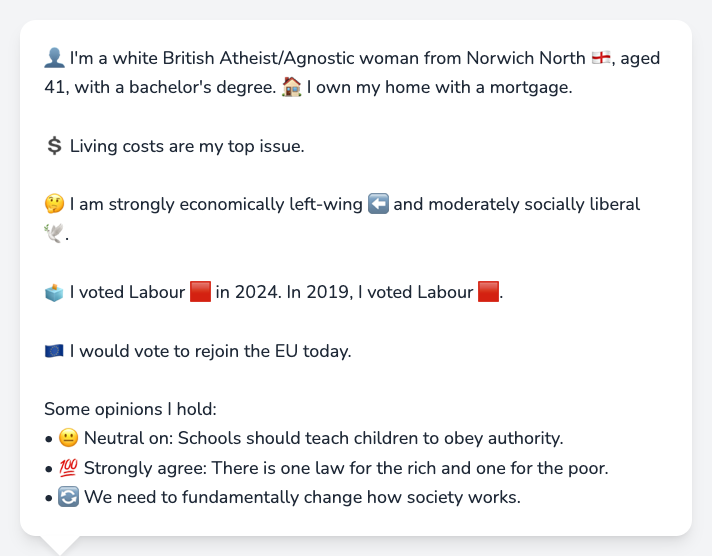 👤 I'm a white British Atheist/Agnostic woman from Norwich North 🏴󠁧󠁢󠁥󠁮󠁧󠁿, aged
41, with a bachelor's degree. 🏠 I own my home with a mortgage.
💲 Living costs are my top issue.
🤔 I am strongly economically left-wing ⬅️ and moderately socially liberal
🕊️.
🗳️ I voted Labour 🟥 in 2024. In 2019, I voted Labour 🟥.
🇪🇺 I would vote to rejoin the EU today.
Some opinions I hold:
• 😐 Neutral on: Schools should teach children to obey authority.
• 💯 Strongly agree: There is one law for the rich and one for the poor.
• 🔄 We need to fundamentally change how society works.